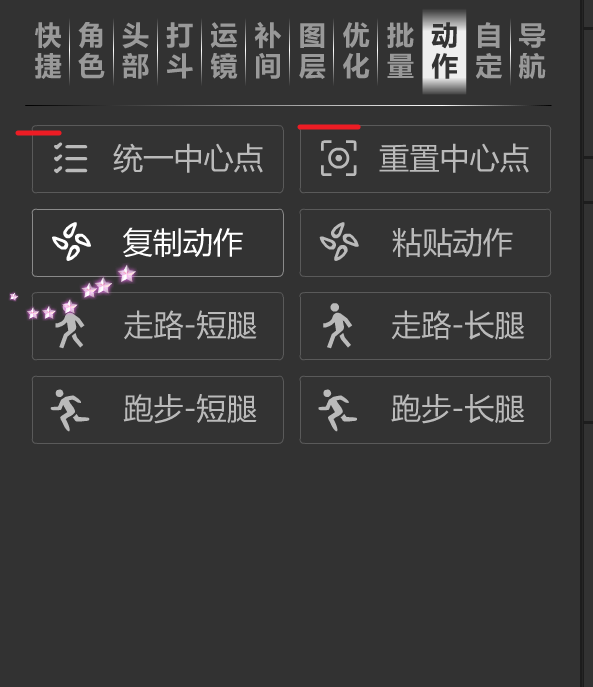 快捷 角色 头部 打斗 运镜 补间 图层 优化 批量 动作 自定 导航
统一中心点 重置中心点
复制动作 粘贴动作
走路-短腿 走路-长腿
跑步-短腿 跑步-长腿